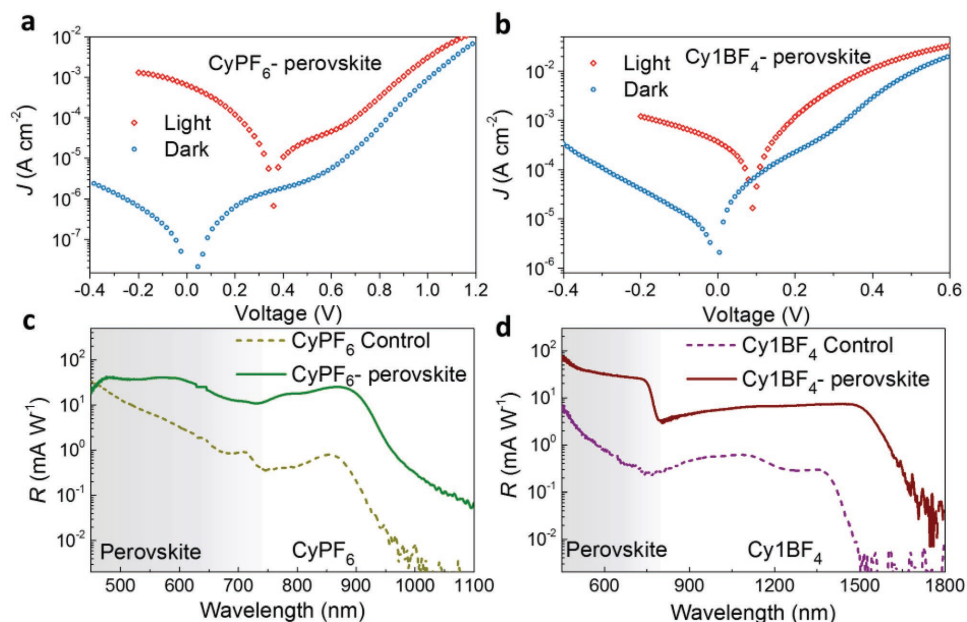 a
CyPF₆- perovskite
Light
Dark
J (A cm⁻²)
10⁻²
10⁻³
10⁻⁴
10⁻⁵
10⁻⁶
10⁻⁷
-0.4 -0.2 0.0 0.2 0.4 0.6 0.8 1.0 1.2
Voltage (V)
b
Cy1BF₄- perovskite
Light
Dark
J (A cm⁻²)
10⁻²
10⁻³
10⁻⁴
10⁻⁵
10⁻⁶
-0.4 -0.2 0.0 0.2 0.4 0.6
Voltage (V)
c
CyPF₆ Control
CyPF₆- perovskite
R (mA W⁻¹)
10²
10¹
10⁰
10⁻¹
10⁻²
Perovskite
CyPF₆
500 600 700 800 900 1000 1100
Wavelength (nm)
d
Cy1BF₄ Control
Cy1BF₄- perovskite
R (mA W⁻¹)
10²
10¹
10⁰
10⁻¹
10⁻²
Perovskite
Cy1BF₄
600 900 1200 1500 1800
Wavelength (nm)